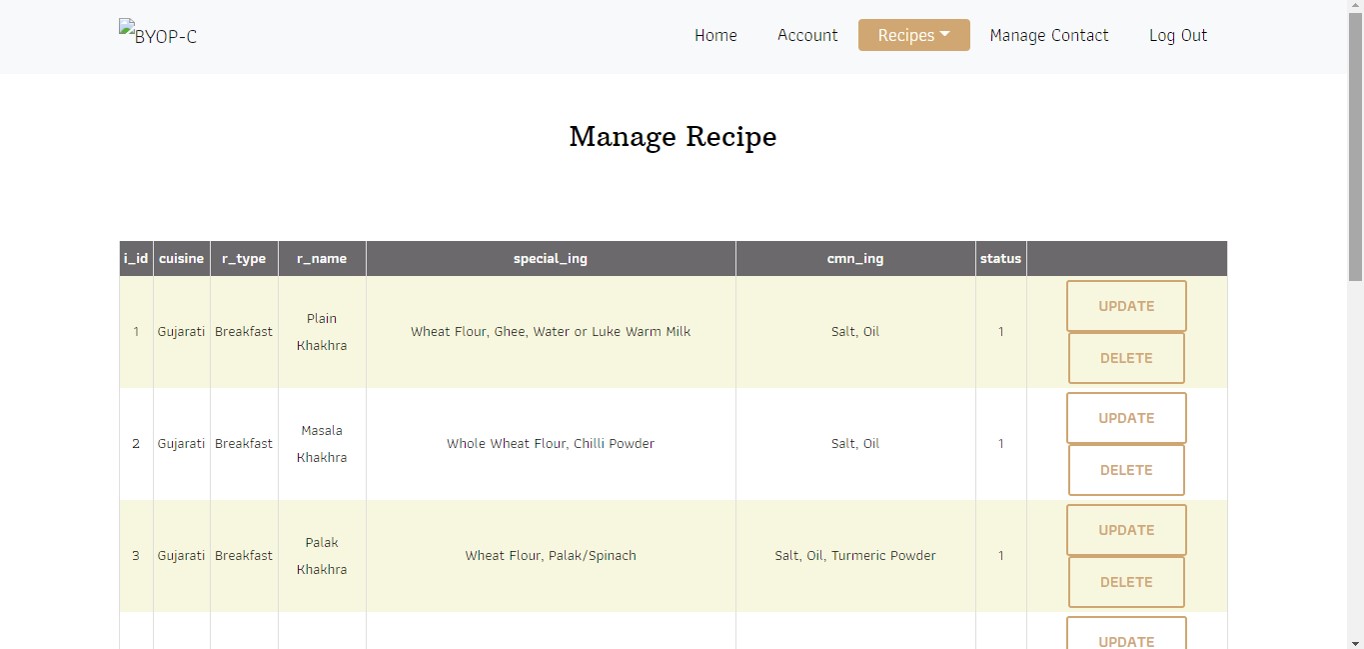 BYOP-C
Home Account Recipes Manage Contact Log Out
Manage Recipe
i_id cuisine r_type r_name special_ing cmn_ing status
1 Gujarati Breakfast Plain Khakhra Wheat Flour, Ghee, Water or Luke Warm Milk Salt, Oil 1 UPDATE DELETE
2 Gujarati Breakfast Masala Khakhra Whole Wheat Flour, Chilli Powder Salt, Oil 1 UPDATE DELETE
3 Gujarati Breakfast Palak Khakhra Wheat Flour, Palak/Spinach Salt, Oil, Turmeric Powder 1 UPDATE DELETE
UPDATE